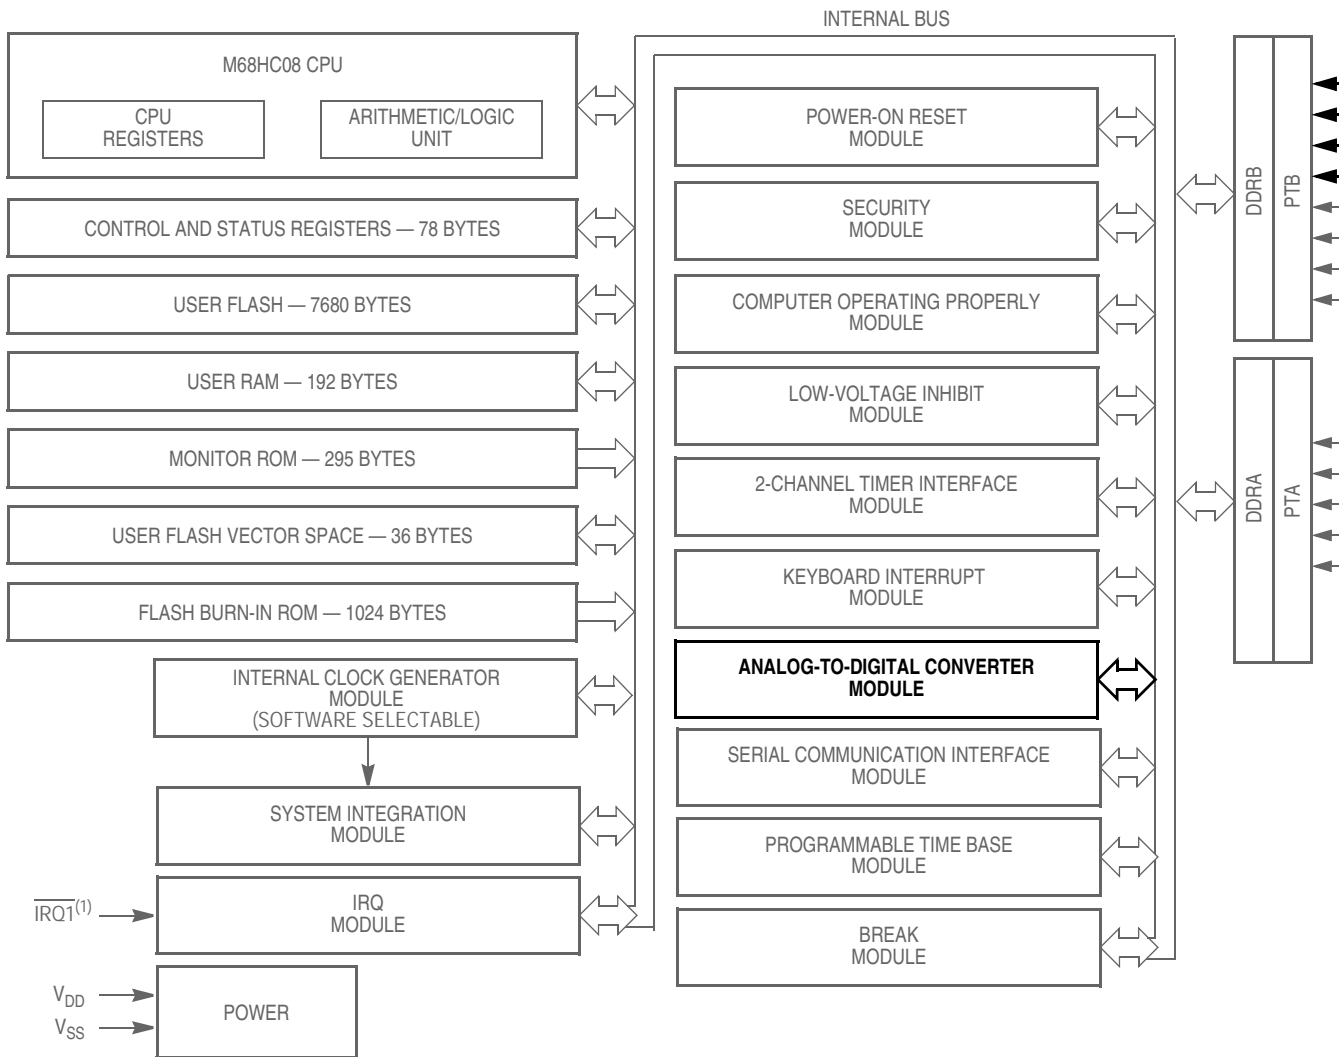 INTERNAL BUS
M68HC08 CPU
CPU
REGISTERS
ARITHMETIC/LOGIC
UNIT
CONTROL AND STATUS REGISTERS — 78 BYTES
USER FLASH — 7680 BYTES
USER RAM — 192 BYTES
MONITOR ROM — 295 BYTES
USER FLASH VECTOR SPACE — 36 BYTES
FLASH BURN-IN ROM — 1024 BYTES
INTERNAL CLOCK GENERATOR
MODULE
(SOFTWARE SELECTABLE)
SYSTEM INTEGRATION
MODULE
IRQ1(1)
IRQ
MODULE
VDD
VSS
POWER
POWER-ON RESET
MODULE
SECURITY
MODULE
COMPUTER OPERATING PROPERLY
MODULE
LOW-VOLTAGE INHIBIT
MODULE
2-CHANNEL TIMER INTERFACE
MODULE
KEYBOARD INTERRUPT
MODULE
ANALOG-TO-DIGITAL CONVERTER
MODULE
SERIAL COMMUNICATION INTERFACE
MODULE
PROGRAMMABLE TIME BASE
MODULE
BREAK
MODULE
DDRB
PTB
DDRA
PTA